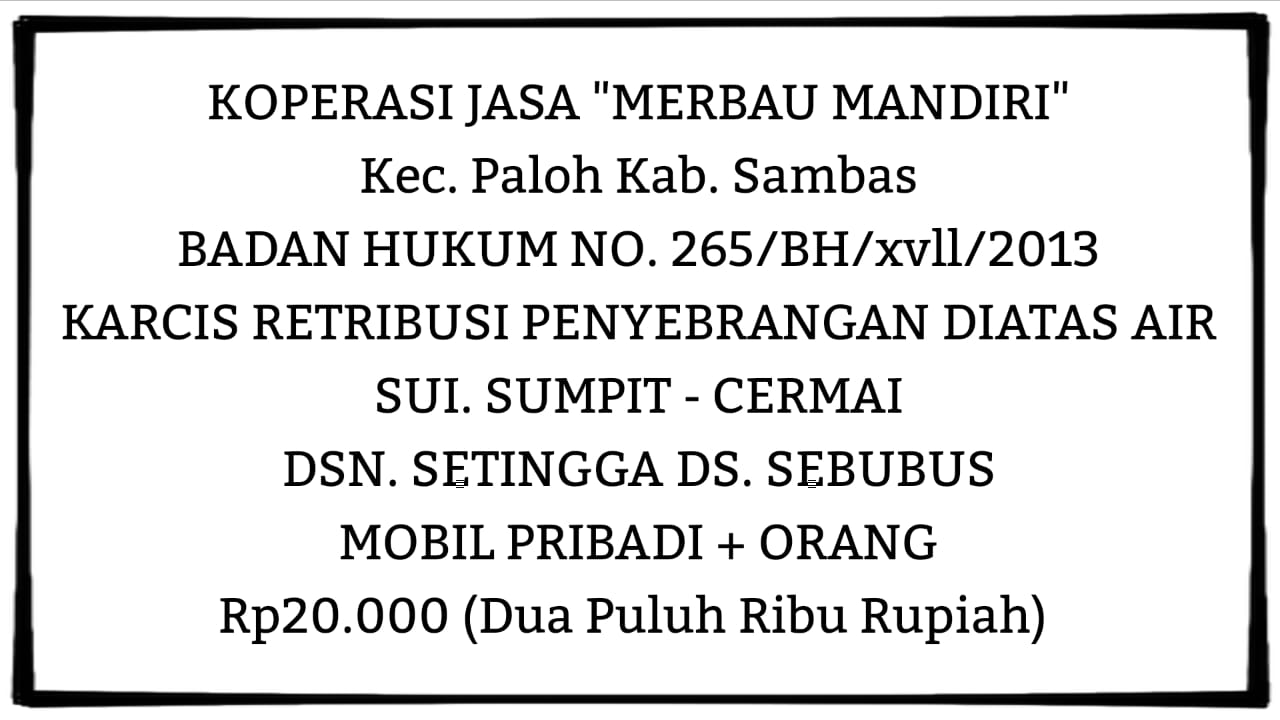 KOPERASI JASA "MERBAU MANDIRI"
Kec. Paloh Kab. Sambas
BADAN HUKUM NO. 265/BH/xvll/2013
KARCIS RETRIBUSI PENYEBRANGAN DIATAS AIR
SUI. SUMPIT - CERMAI
DSN. SETINGGA DS. SEBUBUS
MOBIL PRIBADI + ORANG
Rp20.000 (Dua Puluh Ribu Rupiah)